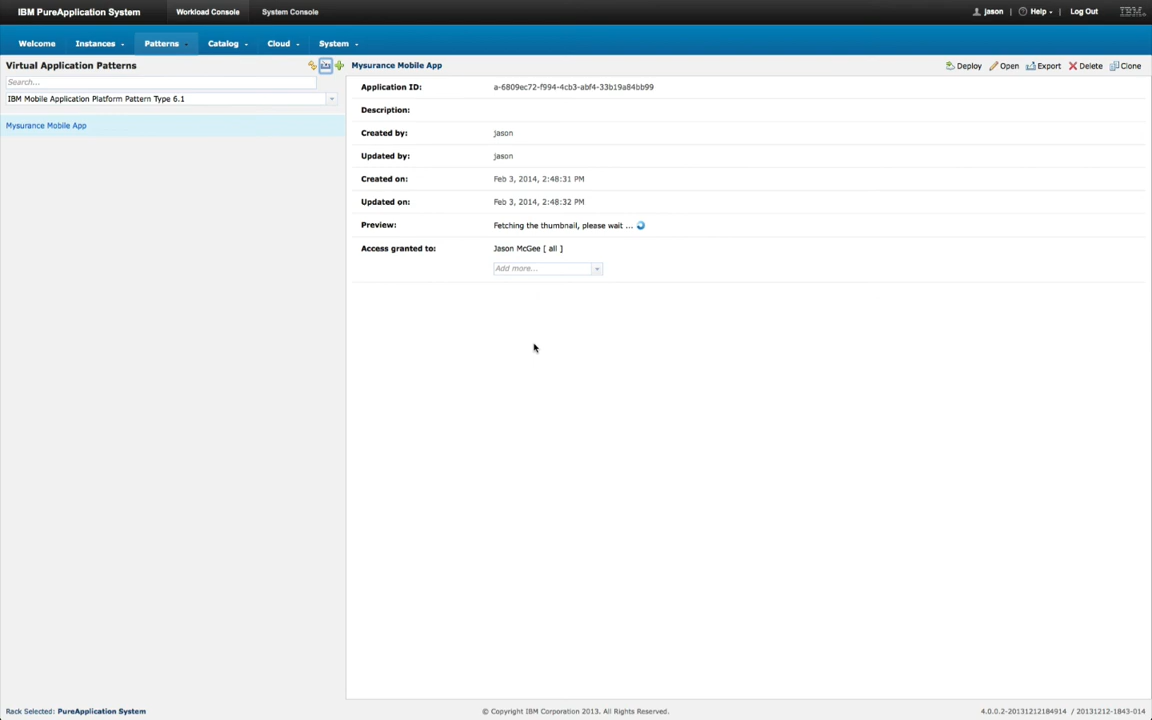 IBM PureApplication System Workload Console System Console jason | Help | Log Out IBM
Welcome Instances Patterns Catalog Cloud System
Virtual Application Patterns
Search...
IBM Mobile Application Platform Pattern Type 6.1
Mysurance Mobile App
Mysurance Mobile App Deploy Open Export Delete Clone
Application ID: a-6809ec72-f994-4cb3-abf4-33b19a84bb99
Description:
Created by: jason
Updated by: jason
Created on: Feb 3, 2014, 2:48:31 PM
Updated on: Feb 3, 2014, 2:48:32 PM
Preview: Fetching the thumbnail, please wait ...
Access granted to: Jason McGee [ all ]
Add more...
Rack Selected: PureApplication System © Copyright IBM Corporation 2013. All Rights Reserved. 4.0.0.2-20131212184914 / 20131212-1843-014